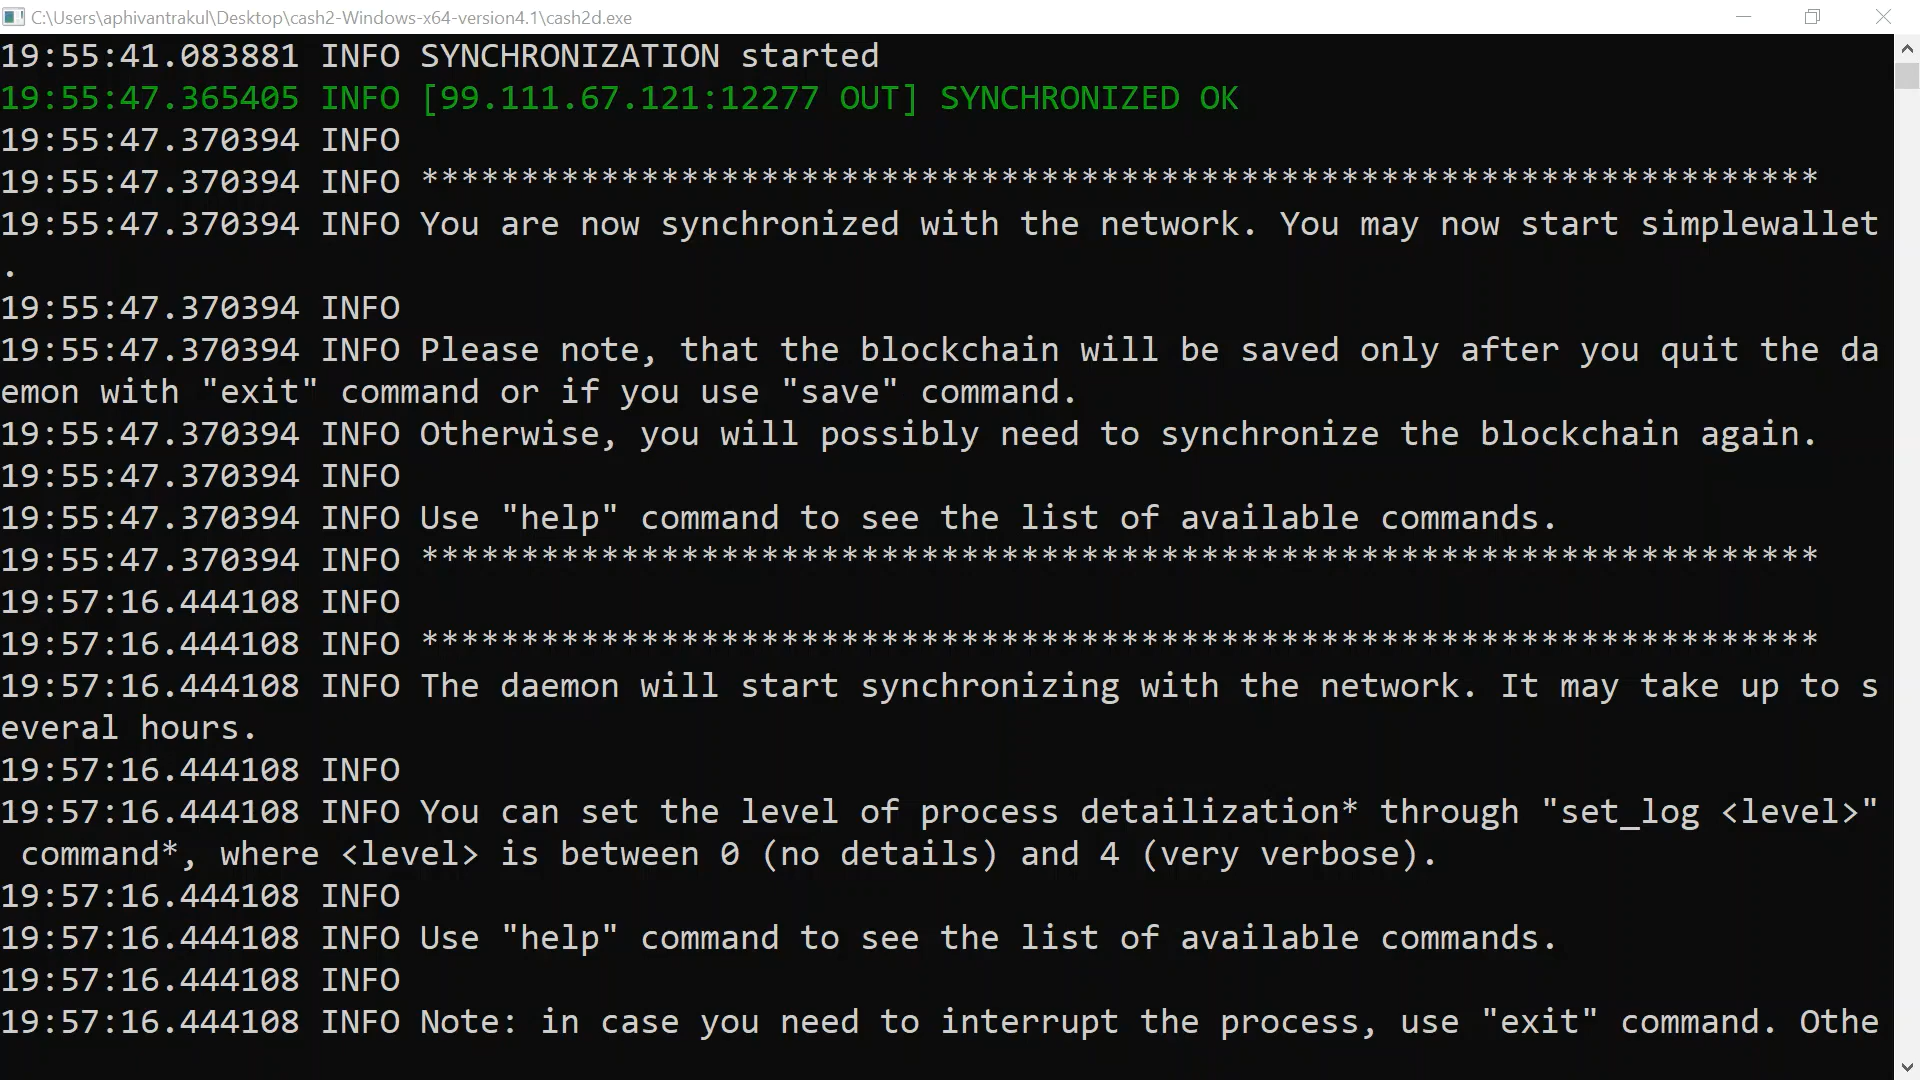 C:\Users\aphivantrakul\Desktop\cash2-Windows-x64-version4.1\cash2d.exe
19:55:41.083881 INFO SYNCHRONIZATION started
19:55:47.365405 INFO [99.111.67.121:12277 OUT] SYNCHRONIZED OK
19:55:47.370394 INFO
19:55:47.370394 INFO **********************************************************************
19:55:47.370394 INFO You are now synchronized with the network. You may now start simplewallet
.
19:55:47.370394 INFO
19:55:47.370394 INFO Please note, that the blockchain will be saved only after you quit the da
emon with "exit" command or if you use "save" command.
19:55:47.370394 INFO Otherwise, you will possibly need to synchronize the blockchain again.
19:55:47.370394 INFO
19:55:47.370394 INFO Use "help" command to see the list of available commands.
19:55:47.370394 INFO **********************************************************************
19:57:16.444108 INFO
19:57:16.444108 INFO **********************************************************************
19:57:16.444108 INFO The daemon will start synchronizing with the network. It may take up to s
everal hours.
19:57:16.444108 INFO
19:57:16.444108 INFO You can set the level of process detailization* through "set_log <level>"
 command*, where <level> is between 0 (no details) and 4 (very verbose).
19:57:16.444108 INFO
19:57:16.444108 INFO Use "help" command to see the list of available commands.
19:57:16.444108 INFO
19:57:16.444108 INFO Note: in case you need to interrupt the process, use "exit" command. Othe